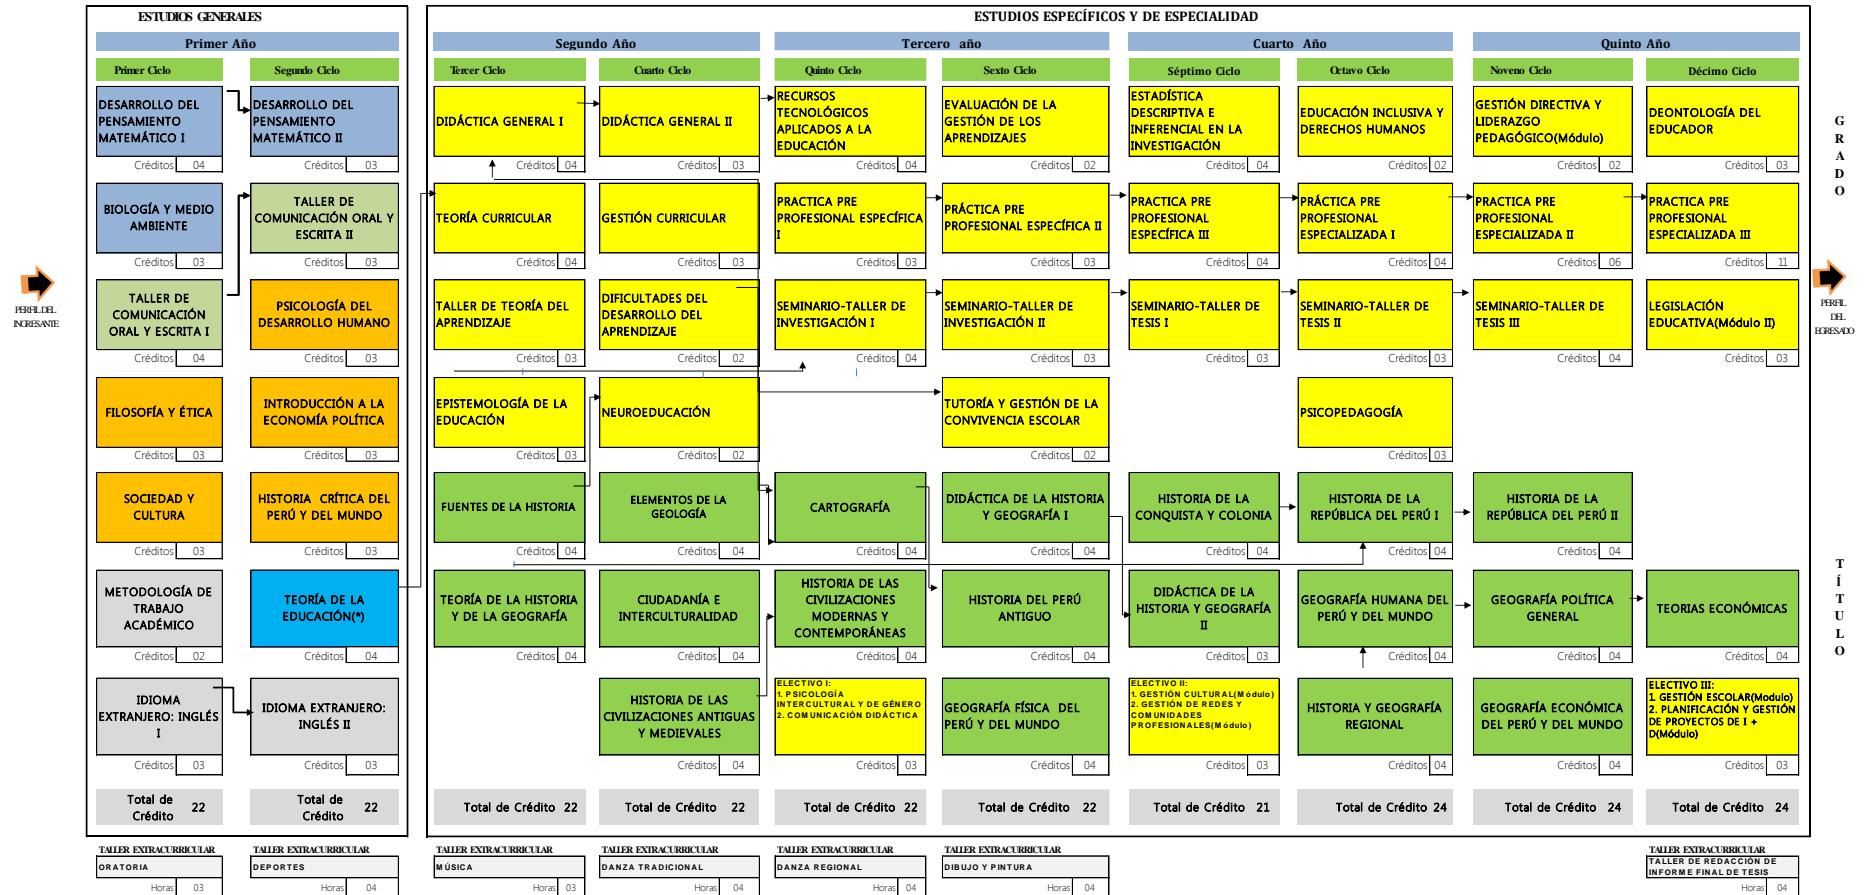 ESTUDIOS GENERALES
ESTUDIOS ESPECÍFICOS Y DE ESPECIALIDAD
Primer Año
Segundo Año
Tercero año
Cuarto Año
Quinto Año
Primer Ciclo
Segundo Ciclo
Tercer Ciclo
Cuarto Ciclo
Quinto Ciclo
Sexto Ciclo
Séptimo Ciclo
Octavo Ciclo
Noveno Ciclo
Décimo Ciclo
DESARROLLO DEL
PENSAMIENTO
MATEMÁTICO I
Créditos 04
DESARROLLO DEL
PENSAMIENTO
MATEMÁTICO II
Créditos 03
DIDÁCTICA GENERAL I
Créditos 04
DIDÁCTICA GENERAL II
Créditos 03
RECURSOS
TECNOLÓGICOS
APLICADOS A LA
EDUCACIÓN
Créditos 04
EVALUACIÓN DE LA
GESTIÓN DE LOS
APRENDIZAJES
Créditos 02
ESTADÍSTICA
DESCRIPTIVA E
INFERENCIAL EN LA
INVESTIGACIÓN
Créditos 04
EDUCACIÓN INCLUSIVA Y
DERECHOS HUMANOS
Créditos 02
GESTIÓN DIRECTIVA Y
LIDERAZGO
PEDAGÓGICO(Módulo)
Créditos 02
DEONTOLOGÍA DEL
EDUCADOR
Créditos 03
BIOLOGÍA Y MEDIO
AMBIENTE
Créditos 03
TALLER DE
COMUNICACIÓN ORAL Y
ESCRITA II
Créditos 03
TEORÍA CURRICULAR
Créditos 04
GESTIÓN CURRICULAR
Créditos 03
PRACTICA PRE
PROFESIONAL ESPECÍFICA
I
Créditos 03
PRÁCTICA PRE
PROFESIONAL ESPECÍFICA II
Créditos 03
PRACTICA PRE
PROFESIONAL
ESPECÍFICA III
Créditos 04
PRÁCTICA PRE
PROFESIONAL
ESPECIALIZADA I
Créditos 04
PRACTICA PRE
PROFESIONAL
ESPECIALIZADA II
Créditos 06
PRACTICA PRE
PROFESIONAL
ESPECIALIZADA III
Créditos 11
TALLER DE
COMUNICACIÓN
ORAL Y ESCRITA I
Créditos 04
PSICOLOGÍA DEL
DESARROLLO HUMANO
Créditos 03
TALLER DE TEORÍA DEL
APRENDIZAJE
Créditos 03
DIFICULTADES DEL
DESARROLLO DEL
APRENDIZAJE
Créditos 02
SEMINARIO-TALLER DE
INVESTIGACIÓN I
Créditos 04
SEMINARIO-TALLER DE
INVESTIGACIÓN II
Créditos 03
SEMINARIO-TALLER DE
TESIS I
Créditos 03
SEMINARIO-TALLER DE
TESIS II
Créditos 03
SEMINARIO-TALLER DE
TESIS III
Créditos 04
LEGISLACIÓN
EDUCATIVA(Módulo II)
Créditos 03
FILOSOFÍA Y ÉTICA
Créditos 03
INTRODUCCIÓN A LA
ECONOMÍA POLÍTICA
Créditos 03
EPISTEMOLOGÍA DE LA
EDUCACIÓN
Créditos 03
NEUROEDUCACIÓN
Créditos 02
TUTORÍA Y GESTIÓN DE LA
CONVIVENCIA ESCOLAR
Créditos 02
PSICOPEDAGOGÍA
Créditos 03
SOCIEDAD Y
CULTURA
Créditos 03
HISTORIA CRÍTICA DEL
PERÚ Y DEL MUNDO
Créditos 03
FUENTES DE LA HISTORIA
Créditos 04
ELEMENTOS DE LA
GEOLOGÍA
Créditos 04
CARTOGRAFÍA
Créditos 04
DIDÁCTICA DE LA HISTORIA
Y GEOGRAFÍA I
Créditos 04
HISTORIA DE LA
CONQUISTA Y COLONIA
Créditos 04
HISTORIA DE LA
REPÚBLICA DEL PERÚ I
Créditos 04
HISTORIA DE LA
REPÚBLICA DEL PERÚ II
Créditos 04
METODOLOGÍA DE
TRABAJO
ACADÉMICO
Créditos 02
TEORÍA DE LA
EDUCACIÓN(*)
Créditos 04
TEORÍA DE LA HISTORIA
Y DE LA GEOGRAFÍA
Créditos 04
CIUDADANÍA E
INTERCULTURALIDAD
Créditos 04
HISTORIA DE LAS
CIVILIZACIONES
MODERNAS Y
CONTEMPORÁNEAS
Créditos 04
HISTORIA DEL PERÚ
ANTIGUO
Créditos 04
DIDÁCTICA DE LA
HISTORIA Y GEOGRAFÍA
II
Créditos 03
GEOGRAFÍA HUMANA DEL
PERÚ Y DEL MUNDO
Créditos 04
GEOGRAFÍA POLÍTICA
GENERAL
Créditos 04
TEORIAS ECONÓMICAS
Créditos 04
IDIOMA
EXTRANJERO: INGLÉS
I
Créditos 03
IDIOMA EXTRANJERO:
INGLÉS II
Créditos 03
HISTORIA DE LAS
CIVILIZACIONES ANTIGUAS
Y MEDIEVALES
Créditos 04
ELECTIVO I:
1. PSICOLOGÍA
INTERCULTURAL Y DE GÉNERO
2. COMUNICACIÓN DIDÁCTICA
Créditos 03
GEOGRAFÍA FÍSICA DEL
PERÚ Y DEL MUNDO
Créditos 04
ELECTIVO II:
1. GESTIÓN CULTURAL(Módulo)
2. GESTIÓN DE REDES Y
COMUNIDADES
PROFESIONALES(Módulo)
Créditos 03
HISTORIA Y GEOGRAFÍA
REGIONAL
Créditos 04
GEOGRAFÍA ECONÓMICA
DEL PERÚ Y DEL MUNDO
Créditos 04
ELECTIVO III:
1. GESTIÓN ESCOLAR(Modulo)
2. PLANIFICACIÓN Y GESTIÓN
DE PROYECTOS DE I +
D(Módulo)
Créditos 03
Total de
Crédito 22
Total de
Crédito 22
Total de Crédito 22
Total de Crédito 22
Total de Crédito 22
Total de Crédito 22
Total de Crédito 21
Total de Crédito 24
Total de Crédito 24
Total de Crédito 24
TALLER EXTRACURRICULAR
ORATORIA
Horas 03
TALLER EXTRACURRICULAR
DEPORTES
Horas 04
TALLER EXTRACURRICULAR
MÚSICA
Horas 03
TALLER EXTRACURRICULAR
DANZA TRADICIONAL
Horas 04
TALLER EXTRACURRICULAR
DANZA REGIONAL
Horas 04
TALLER EXTRACURRICULAR
DIBUJO Y PINTURA
Horas 04
TALLER EXTRACURRICULAR
TALLER DE REDACCIÓN DE
INFORME FINAL DE TESIS
Horas 04
PERFIL DEL
INGRESANTE
GRADO
PERFIL
DEL
EGRESADO
TÍTULO